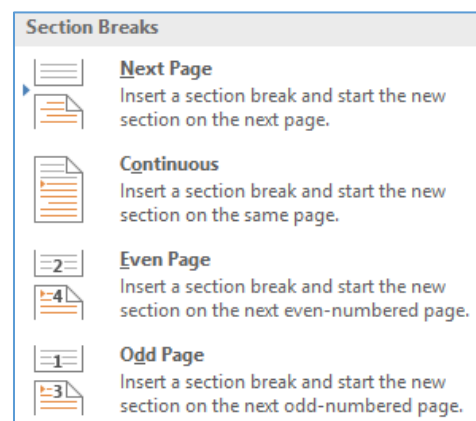 Section Breaks
Next Page
Insert a section break and start the new
section on the next page.
Continuous
Insert a section break and start the new
section on the same page.
2
Even Page
4
Insert a section break and start the new
section on the next even-numbered page.
1
Odd Page
3
Insert a section break and start the new
section on the next odd-numbered page.